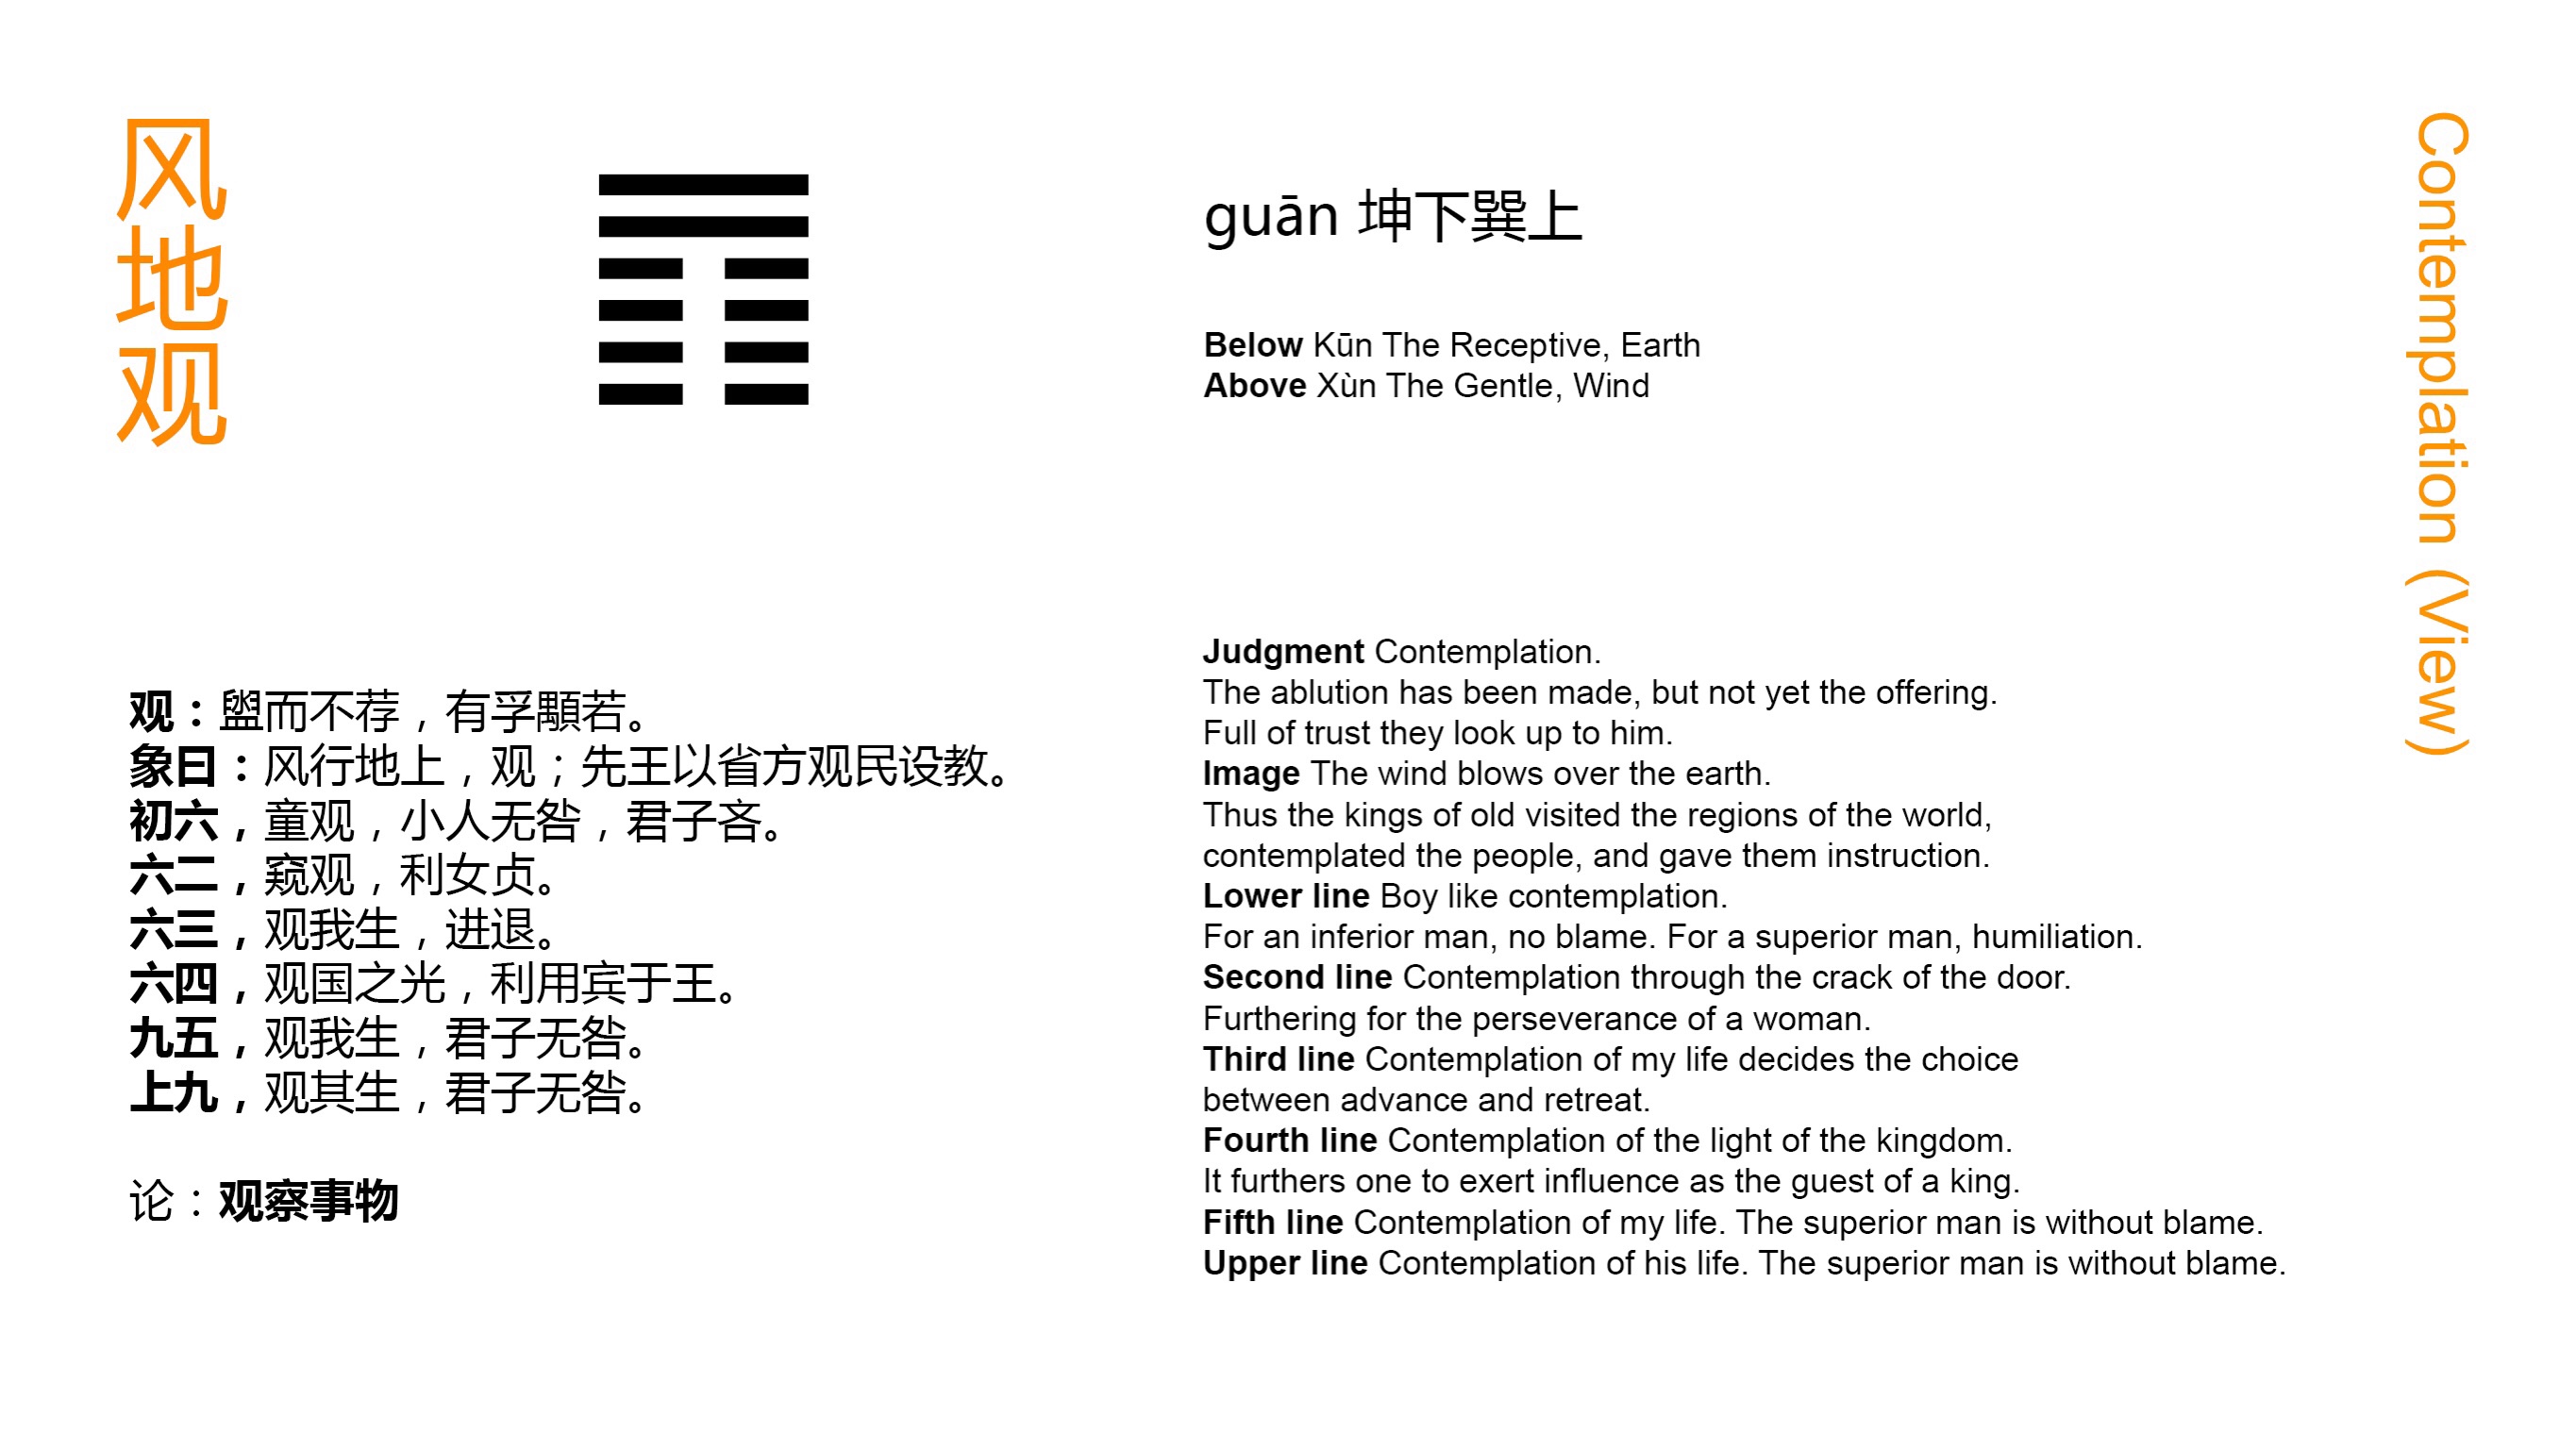 风地观
guān 坤下巽上
Below Kūn The Receptive, Earth
Above Xùn The Gentle, Wind
Contemplation (View)
观：盥而不荐，有孚顒若。
象曰：风行地上，观；先王以省方观民设教。
初六，童观，小人无咎，君子吝。
六二，窥观，利女贞。
六三，观我生，进退。
六四，观国之光，利用宾于王。
九五，观我生，君子无咎。
上九，观其生，君子无咎。
论：观察事物
Judgment Contemplation.
The ablution has been made, but not yet the offering.
Full of trust they look up to him.
Image The wind blows over the earth.
Thus the kings of old visited the regions of the world,
contemplated the people, and gave them instruction.
Lower line Boy like contemplation.
For an inferior man, no blame. For a superior man, humiliation.
Second line Contemplation through the crack of the door.
Furthering for the perseverance of a woman.
Third line Contemplation of my life decides the choice
between advance and retreat.
Fourth line Contemplation of the light of the kingdom.
It furthers one to exert influence as the guest of a king.
Fifth line Contemplation of my life. The superior man is without blame.
Upper line Contemplation of his life. The superior man is without blame.